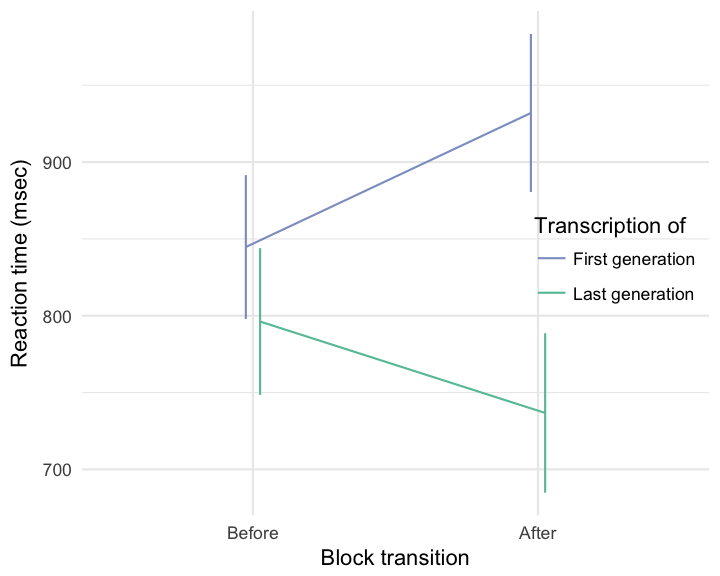 Reaction time (msec)
900
800
700
Transcription of
First generation
Last generation
Before
After
Block transition